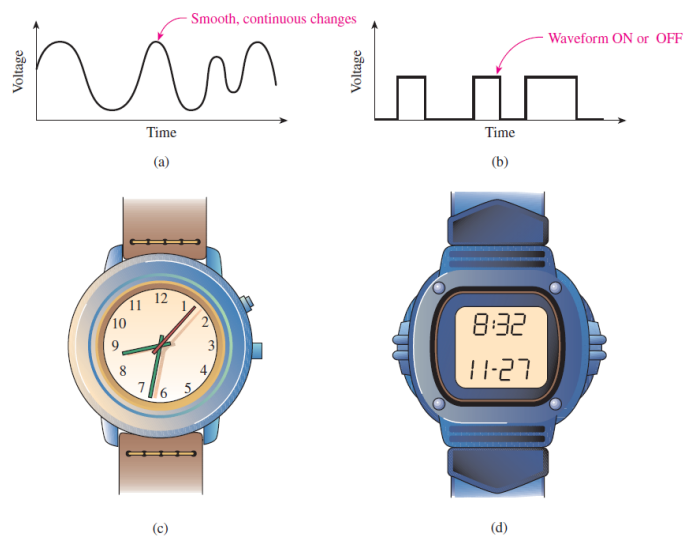 Smooth, continuous changes
Voltage
Time
(a)
Waveform ON or OFF
Voltage
Time
(b)
12
11
1
10
2
9
3
8
4
7
6
5
(c)
8:32
11-27
(d)